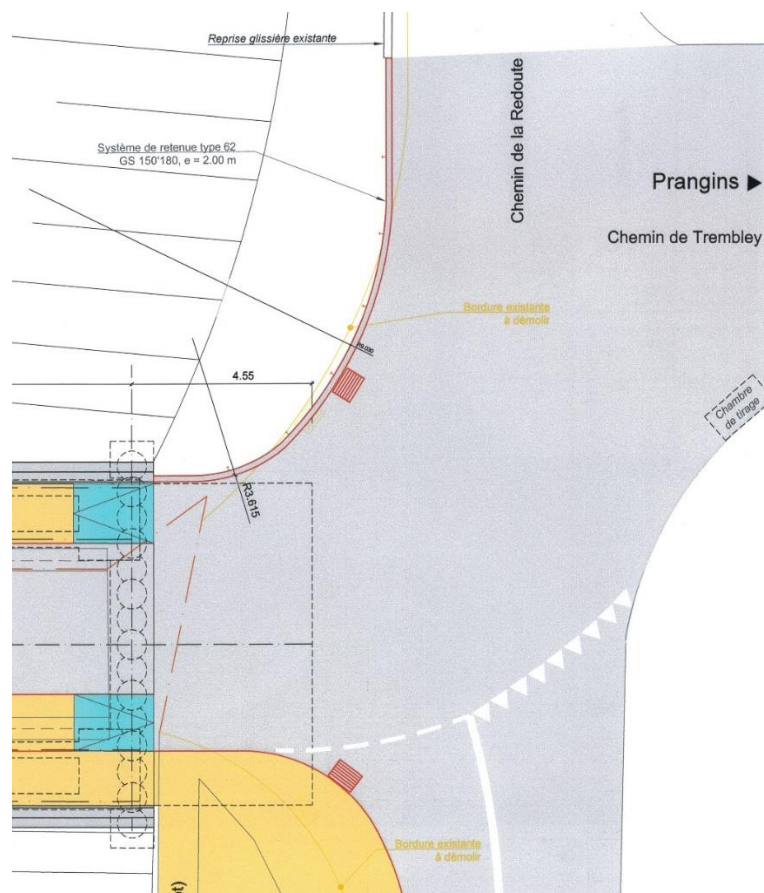 Reprise glissière existante
Système de retenue type 62
GS 150'180, e = 2.00 m
Chemin de la Redoute
Prangins
Chemin de Trembley
Bordure existante
à démolir
4.55
Chambre
de tirage
R3.615
Bordure existante
à démolir